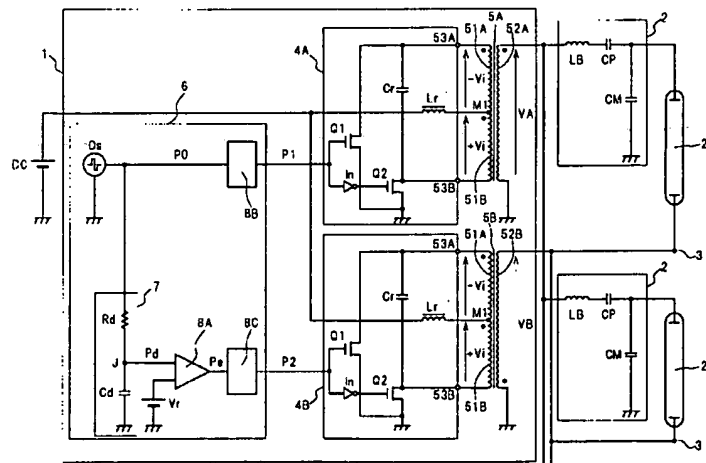 1
6
4A
53A
51A
5A
52A
2
LB
CP
CM
2
DC
Os
P0
8B
P1
Q1
Cr
Lr
-Vi
M1
+Vi
VA
In
Q2
53B
51B
5B
3
7
Rd
J
Pd
8A
Pe
8C
P2
Cd
Vr
4B
53A
51A
52B
Q1
Cr
Lr
-Vi
M1
+Vi
VB
In
Q2
53B
51B
2
LB
CP
CM
2
3